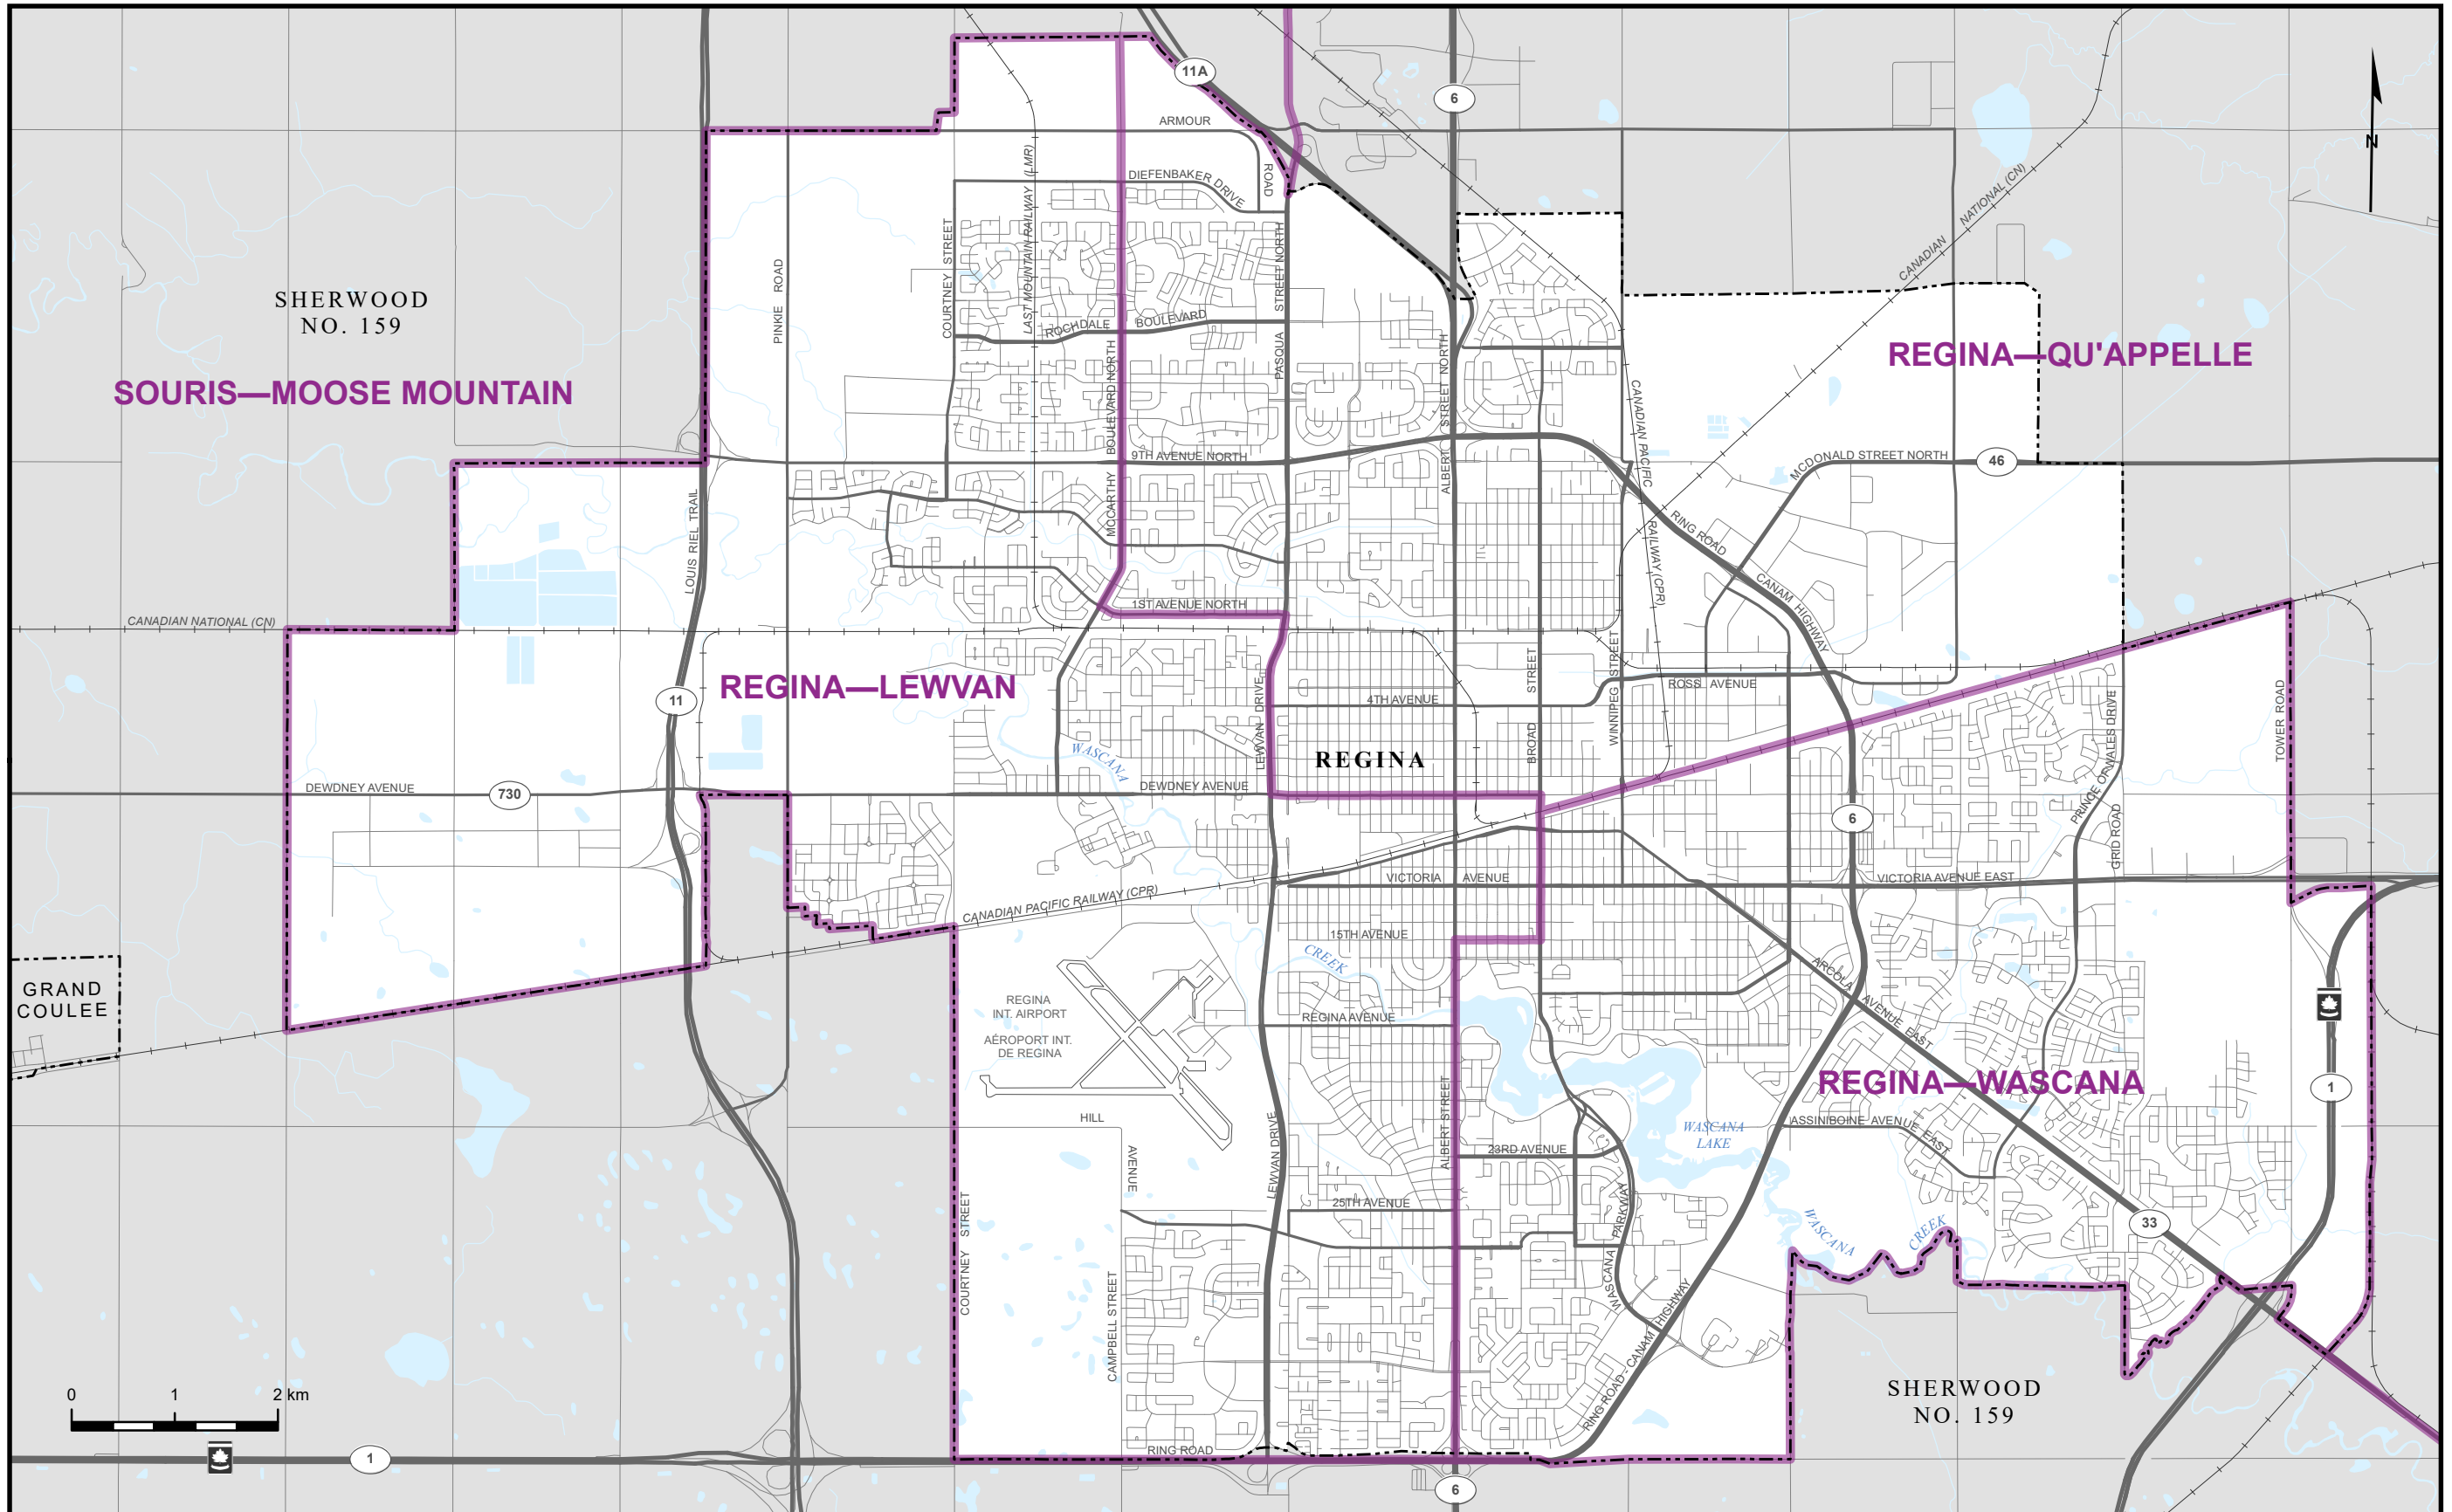 11A
6
ARMOUR
ROAD
DIEFENBAKER DRIVE
N
NATIONAL (CN)
CANADIAN
LAST MOUNTAIN RAILWAY (LMR)
COURTNEY STREET
PINKIE ROAD
STREET NORTH
PASQUA
SHERWOOD
NO. 159
ROCHDALE BOULEVARD
MCCARTHY BOULEVARD NORTH
ALBERT STREET NORTH
REGINA—QU'APPELLE
SOURIS—MOOSE MOUNTAIN
CANADIAN PACIFIC
RAILWAY (CPR)
9TH AVENUE NORTH
MCDONALD STREET NORTH
46
LOUIS RIEL TRAIL
RING ROAD
CANAM HIGHWAY
1ST AVENUE NORTH
CANADIAN NATIONAL (CN)
REGINA—LEWVAN
11
LEWVAN DRIVE
4TH AVENUE
BROAD STREET
WINNIPEG STREET
ROSS AVENUE
PRINCE OF WALES DRIVE
TOWER ROAD
WASCANA
REGINA
DEWDNEY AVENUE
730
DEWDNEY AVENUE
6
GRID ROAD
VICTORIA AVENUE
VICTORIA AVENUE EAST
CANADIAN PACIFIC RAILWAY (CPR)
15TH AVENUE
CREEK
ARCOLA AVENUE EAST
GRAND
COULEE
REGINA
INT. AIRPORT
AÉROPORT INT.
DE REGINA
REGINA AVENUE
REGINA—WASCANA
1
HILL
AVENUE
LEWVAN DRIVE
ALBERT STREET
23RD AVENUE
WASCANA
LAKE
ASSINIBOINE AVENUE EAST
25TH AVENUE
COURTNEY STREET
WASCANA PARKWAY
WASCANA
CREEK
33
CAMPBELL STREET
RING ROAD - CANAM HIGHWAY
SHERWOOD
NO. 159
0 1 2 km
RING ROAD
1
6